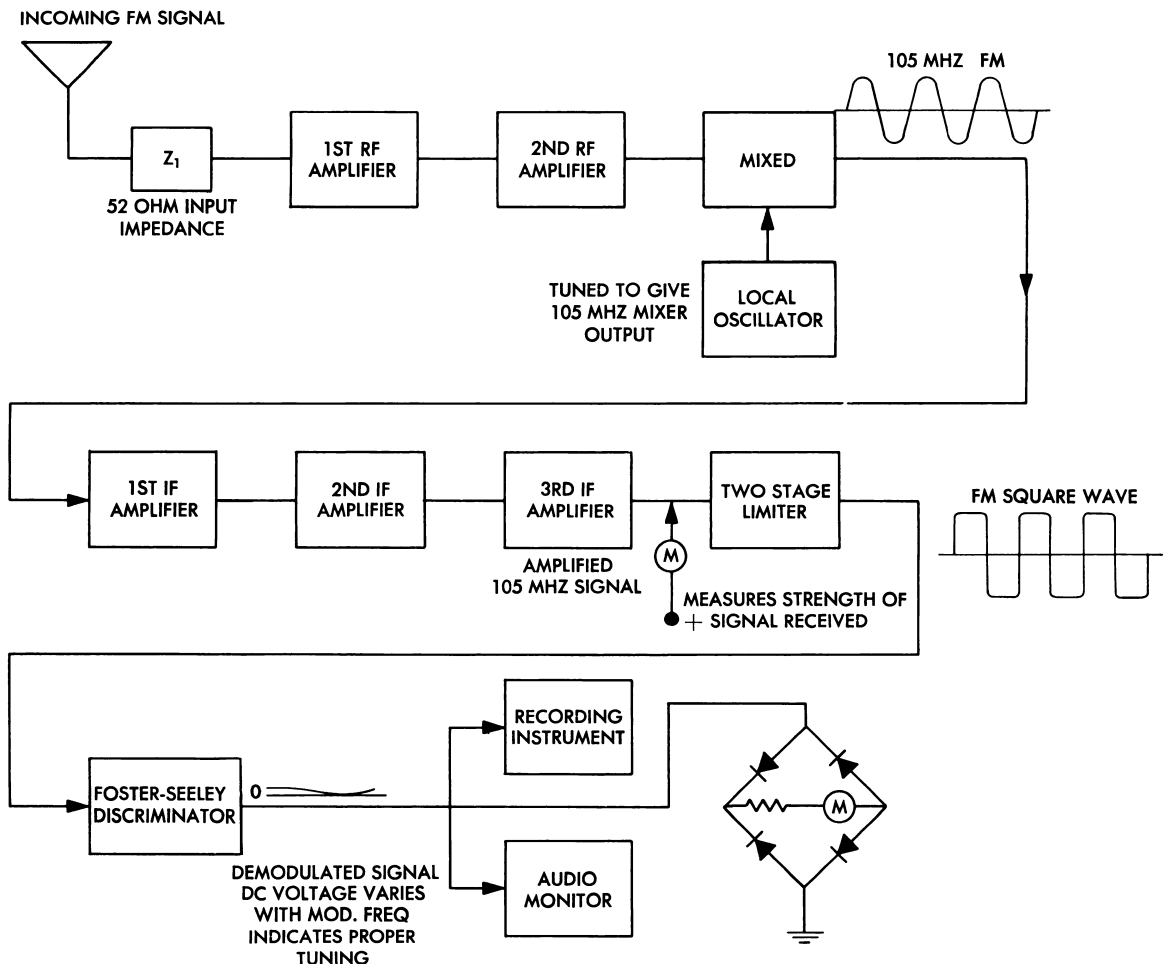 INCOMING FM SIGNAL
105 MHZ FM
Z1
1ST RF
AMPLIFIER
2ND RF
AMPLIFIER
MIXED
52 OHM INPUT
IMPEDANCE
TUNED TO GIVE
105 MHZ MIXER
OUTPUT
LOCAL
OSCILLATOR
1ST IF
AMPLIFIER
2ND IF
AMPLIFIER
3RD IF
AMPLIFIER
TWO STAGE
LIMITER
FM SQUARE WAVE
AMPLIFIED
105 MHZ SIGNAL
M
MEASURES STRENGTH OF
+ SIGNAL RECEIVED
RECORDING
INSTRUMENT
FOSTER-SEELEY
DISCRIMINATOR
0
M
DEMODULATED SIGNAL
DC VOLTAGE VARIES
WITH MOD. FREQ
INDICATES PROPER
TUNING
AUDIO
MONITOR